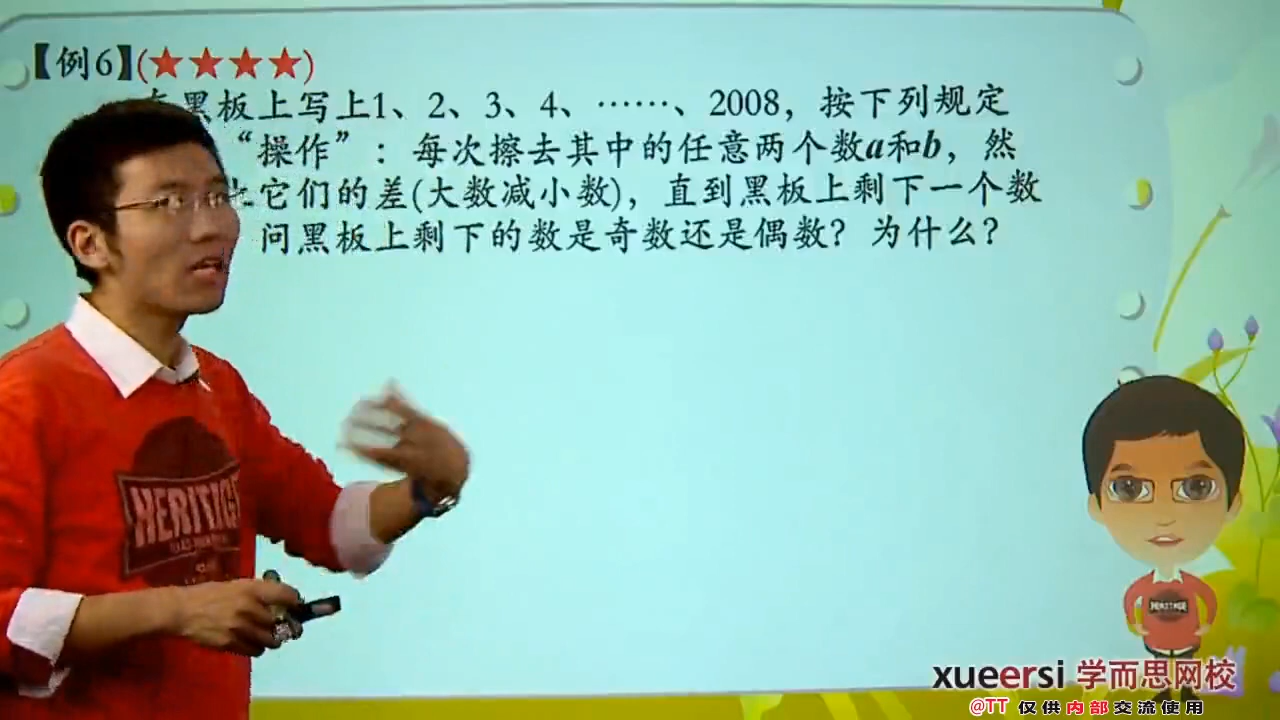 【例6】(★★★★)
黑板上写上1、2、3、4、……、2008，按下列规定
“操作”：每次擦去其中的任意两个数a和b，然
它们的差(大数减小数)，直到黑板上剩下一个数
问黑板上剩下的数是奇数还是偶数？为什么？
HERITAGE
HERITAGE
xueersi 学而思网校
@TT 仅供内部交流使用